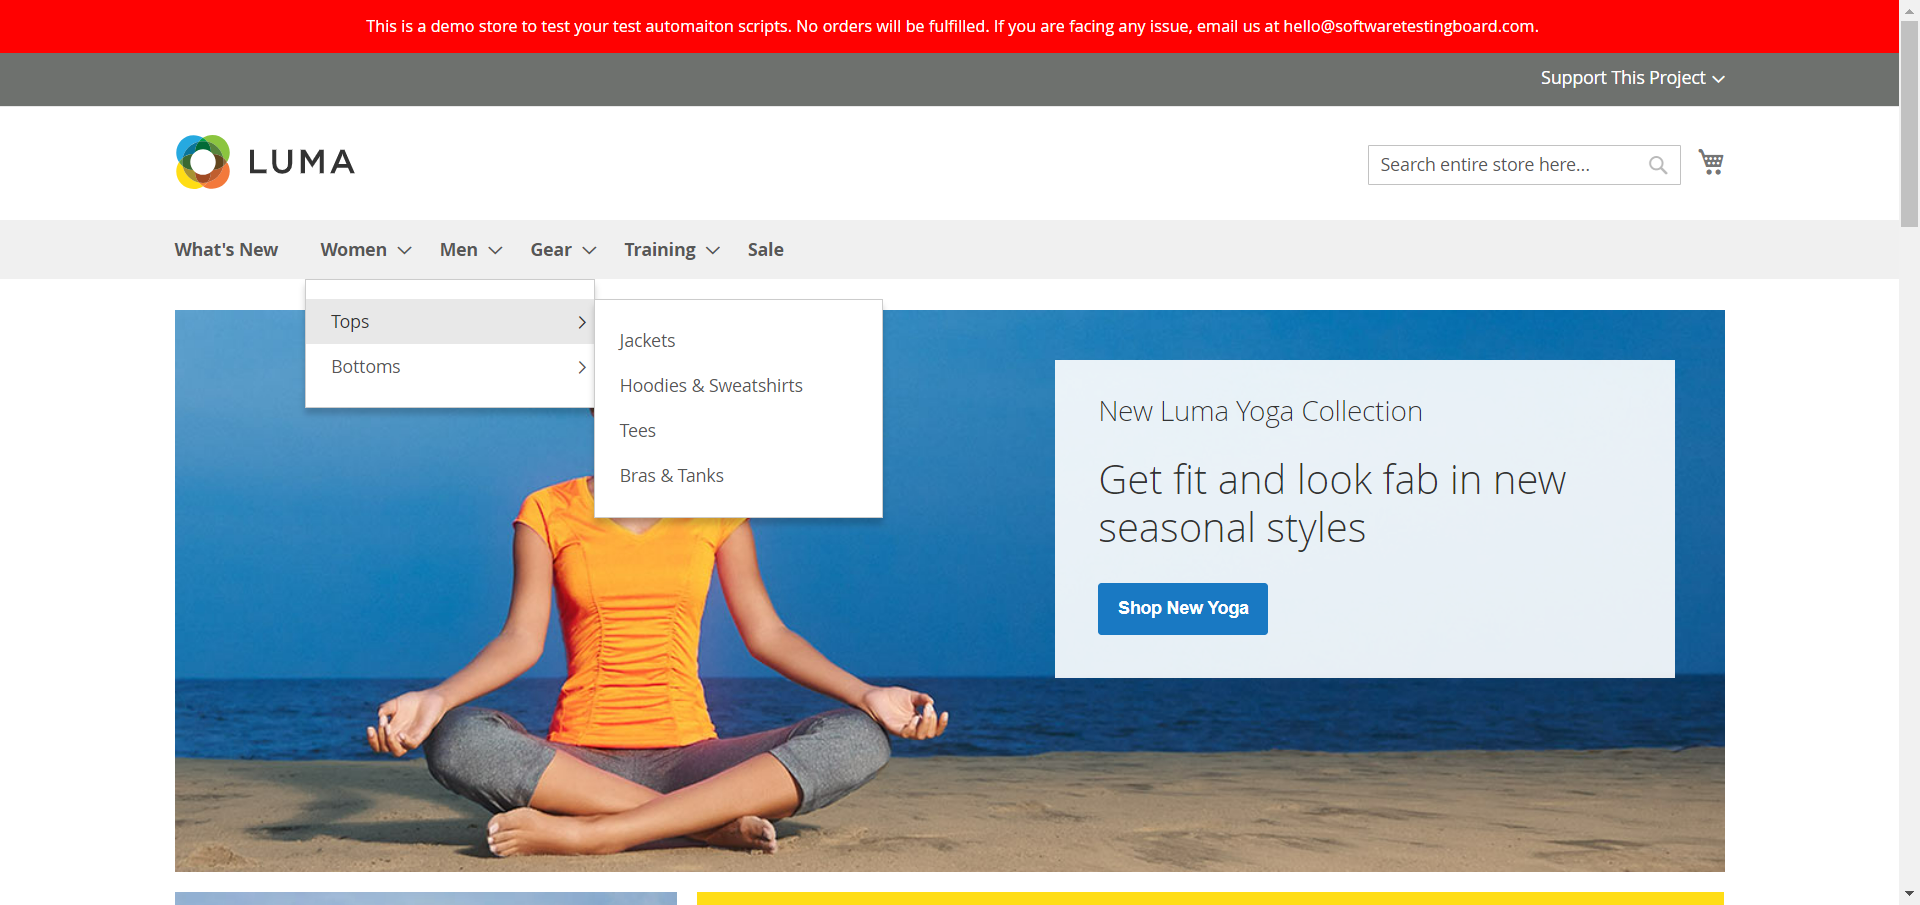 This is a demo store to test your test automaiton scripts. No orders will be fulfilled. If you are facing any issue, email us at hello@softwaretestingboard.com.
Support This Project
LUMA
Search entire store here...
What's New Women Men Gear Training Sale
Tops
Bottoms
Jackets
Hoodies & Sweatshirts
Tees
Bras & Tanks
New Luma Yoga Collection
Get fit and look fab in new
seasonal styles
Shop New Yoga